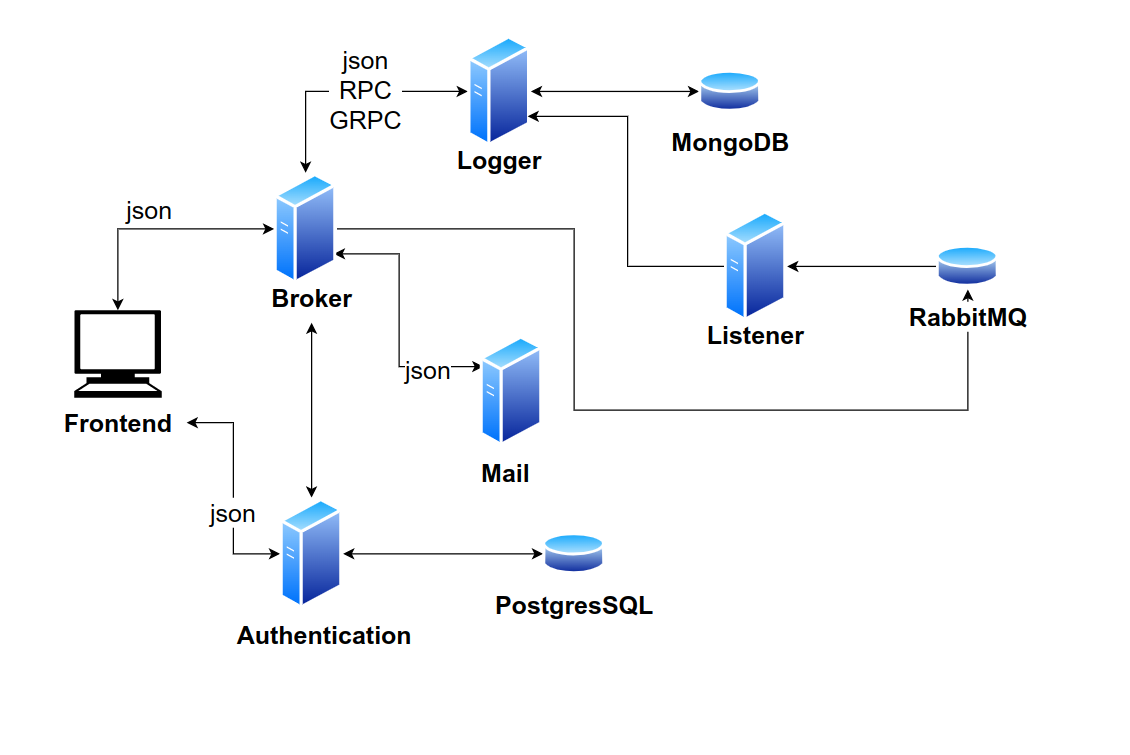 json
RPC
GRPC
MongoDB
Logger
json
Broker
RabbitMQ
Listener
json
Frontend
Mail
json
PostgresSQL
Authentication